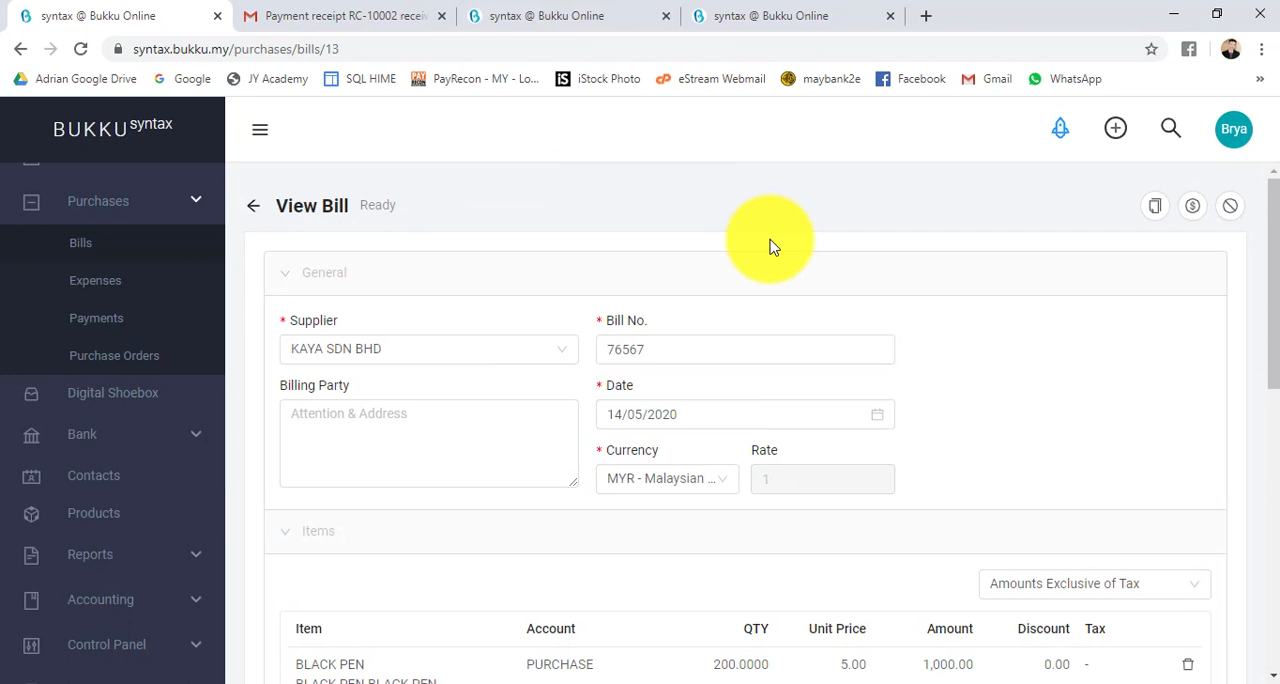 syntax @ Bukku Online
Payment receipt RC-10002 recei
syntax @ Bukku Online
syntax @ Bukku Online
syntax.bukku.my/purchases/bills/13
Adrian Google Drive
Google
JY Academy
SQL HIME
PayRecon - MY - Lo...
iStock Photo
eStream Webmail
maybank2e
Facebook
Gmail
WhatsApp
BUKKU syntax
Brya
Purchases
Bills
Expenses
Payments
Purchase Orders
Digital Shoebox
Bank
Contacts
Products
Reports
Accounting
Control Panel
View Bill Ready
General
* Supplier
KAYA SDN BHD
* Bill No.
76567
Billing Party
Attention & Address
* Date
14/05/2020
* Currency
MYR - Malaysian ...
Rate
1
Items
Amounts Exclusive of Tax
Item Account QTY Unit Price Amount Discount Tax
BLACK PEN PURCHASE 200.0000 5.00 1,000.00 0.00 -
BLACK PEN BLACK PEN